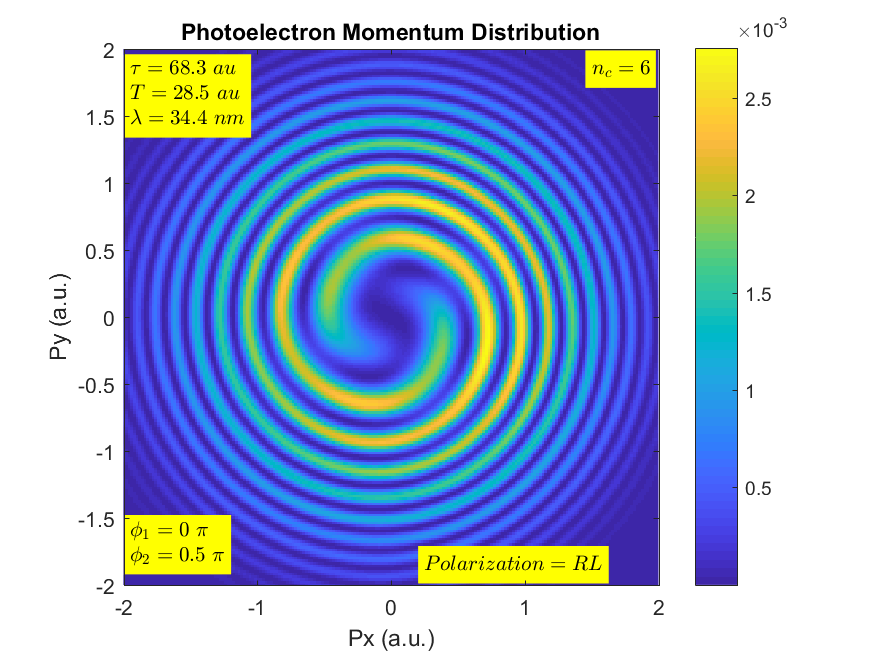 Photoelectron Momentum Distribution
×10⁻³
τ = 68.3 au
T = 28.5 au
λ = 34.4 nm
n_c = 6
ϕ₁ = 0 π
ϕ₂ = 0.5 π
Polarization = RL
2
1.5
1
0.5
0
-0.5
-1
-1.5
-2
Py (a.u.)
-2 -1 0 1 2
Px (a.u.)
2.5
2
1.5
1
0.5